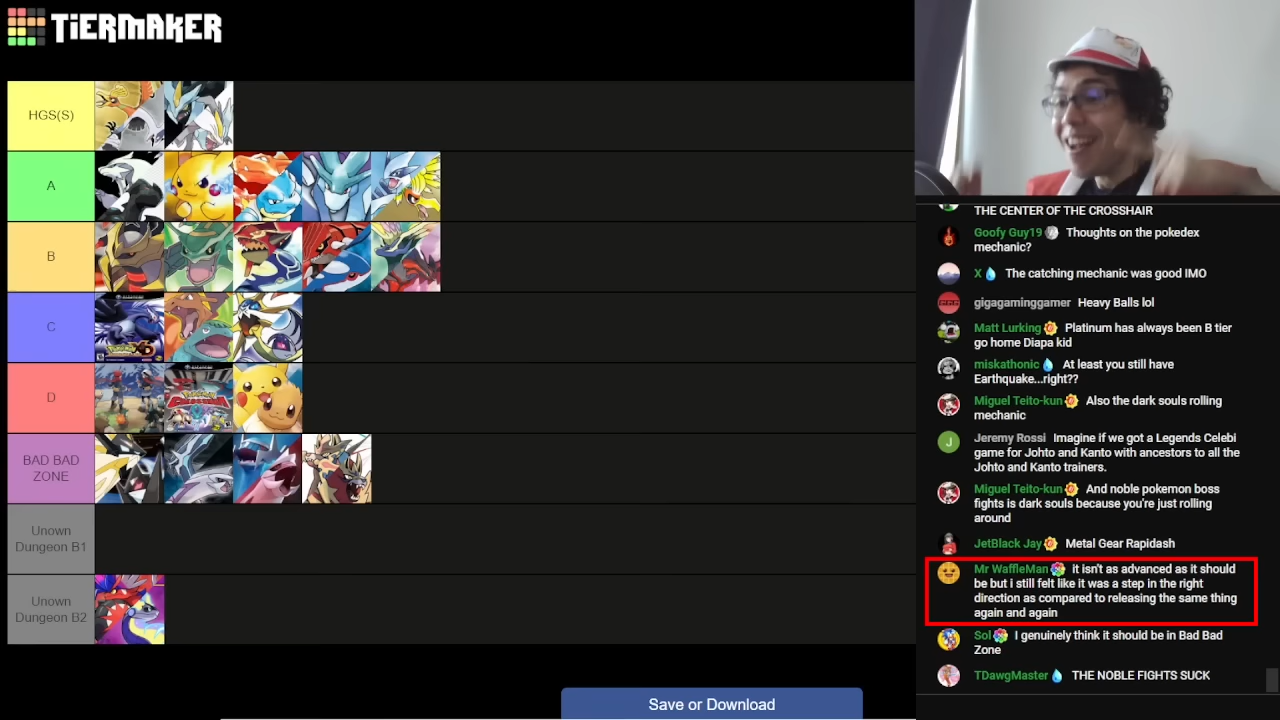 TiERMAKER
HGS(S)
A
B
C
D
BAD BAD
ZONE
Unown
Dungeon B1
Unown
Dungeon B2
Save or Download
THE CENTER OF THE CROSSHAIR
Goofy Guy19 Thoughts on the pokedex
mechanic?
X The catching mechanic was good IMO
gigagaminggamer Heavy Balls lol
Matt Lurking Platinum has always been B tier
go home Diapa kid
miskathonic At least you still have
Earthquake...right??
Miguel Teito-kun Also the dark souls rolling
mechanic
J
Jeremy Rossi Imagine if we got a Legends Celebi
game for Johto and Kanto with ancestors to all the
Johto and Kanto trainers.
Miguel Teito-kun And noble pokemon boss
fights is dark souls because you're just rolling
around
JetBlack Jay Metal Gear Rapidash
Mr WaffleMan it isn't as advanced as it should
be but i still felt like it was a step in the right
direction as compared to releasing the same thing
again and again
Sol I genuinely think it should be in Bad Bad
Zone
TDawgMaster THE NOBLE FIGHTS SUCK